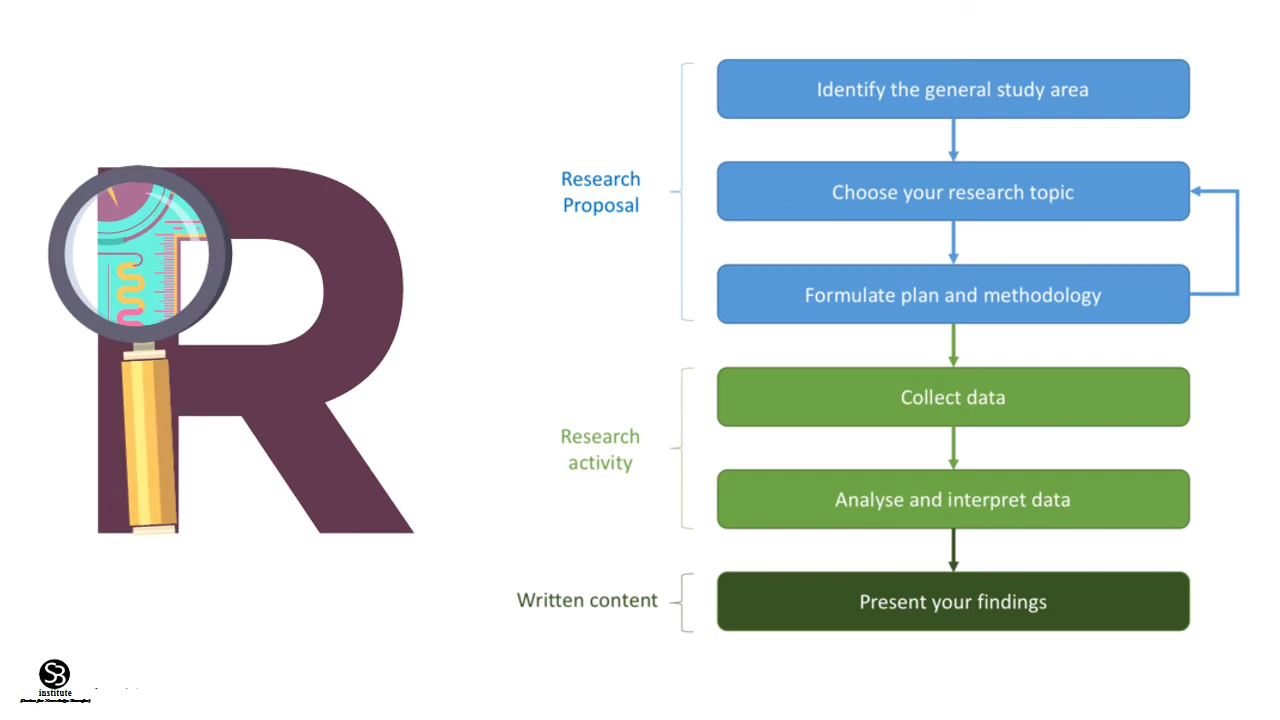 Identify the general study area
Research
Proposal
Choose your research topic
Formulate plan and methodology
Collect data
Research
activity
Analyse and interpret data
Written content
Present your findings
SB
institute